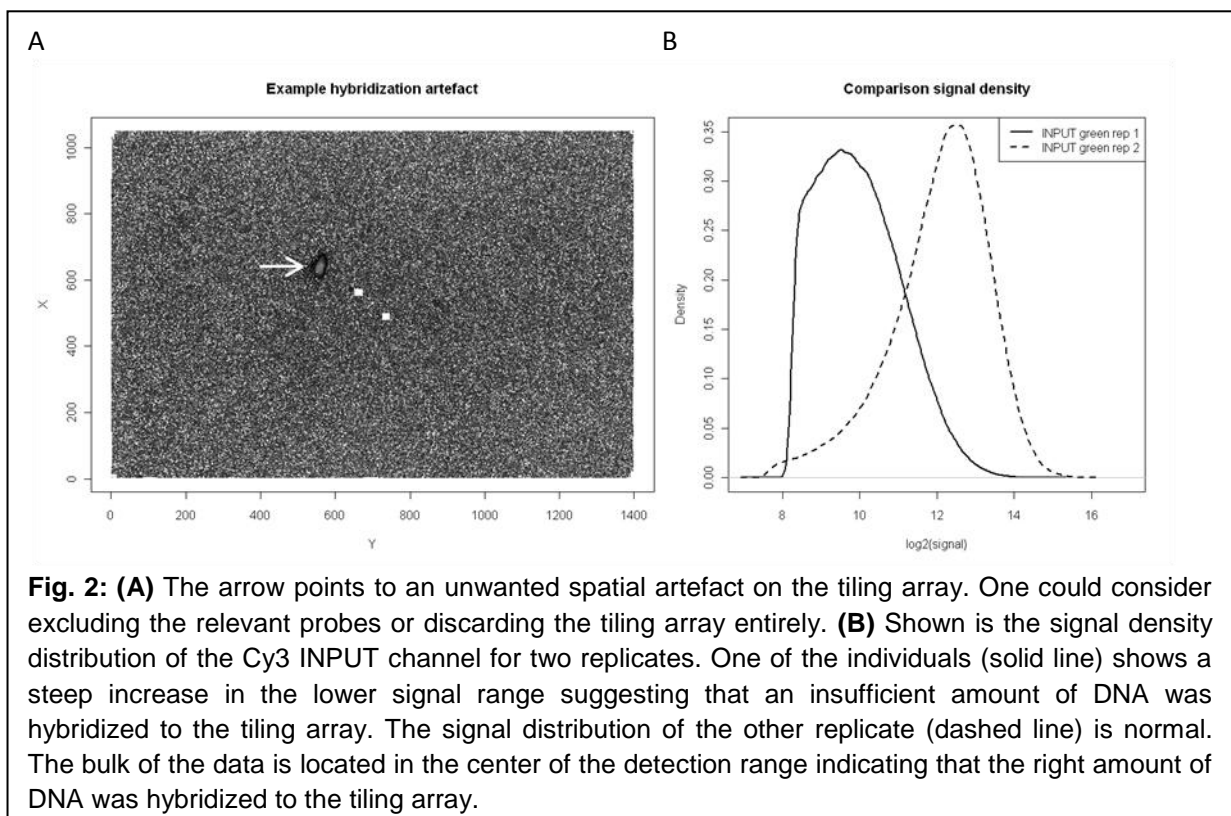 A
B
Example hybridization artefact
X
1000
800
600
400
200
0
0 200 400 600 800 1000 1200 1400
Y
Comparison signal density
INPUT green rep 1
INPUT green rep 2
Density
0.35
0.30
0.25
0.20
0.15
0.10
0.05
0.00
8 10 12 14 16
log2(signal)
Fig. 2: (A) The arrow points to an unwanted spatial artefact on the tiling array. One could consider
excluding the relevant probes or discarding the tiling array entirely. (B) Shown is the signal density
distribution of the Cy3 INPUT channel for two replicates. One of the individuals (solid line) shows a
steep increase in the lower signal range suggesting that an insufficient amount of DNA was
hybridized to the tiling array. The signal distribution of the other replicate (dashed line) is normal.
The bulk of the data is located in the center of the detection range indicating that the right amount of
DNA was hybridized to the tiling array.